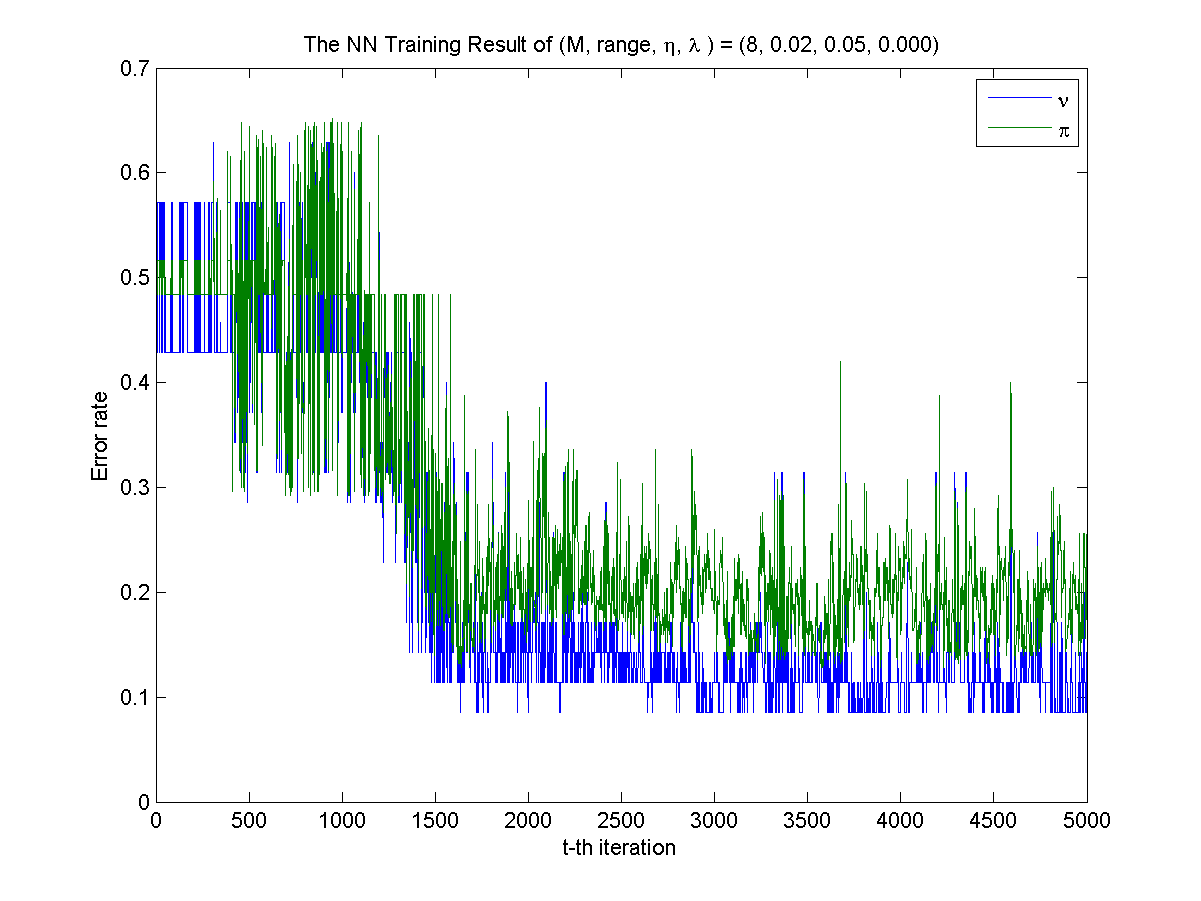 The NN Training Result of (M, range, η, λ ) = (8, 0.02, 0.05, 0.000)
0.7
0.6
0.5
0.4
0.3
0.2
0.1
0
Error rate
ν
π
0 500 1000 1500 2000 2500 3000 3500 4000 4500 5000
t-th iteration